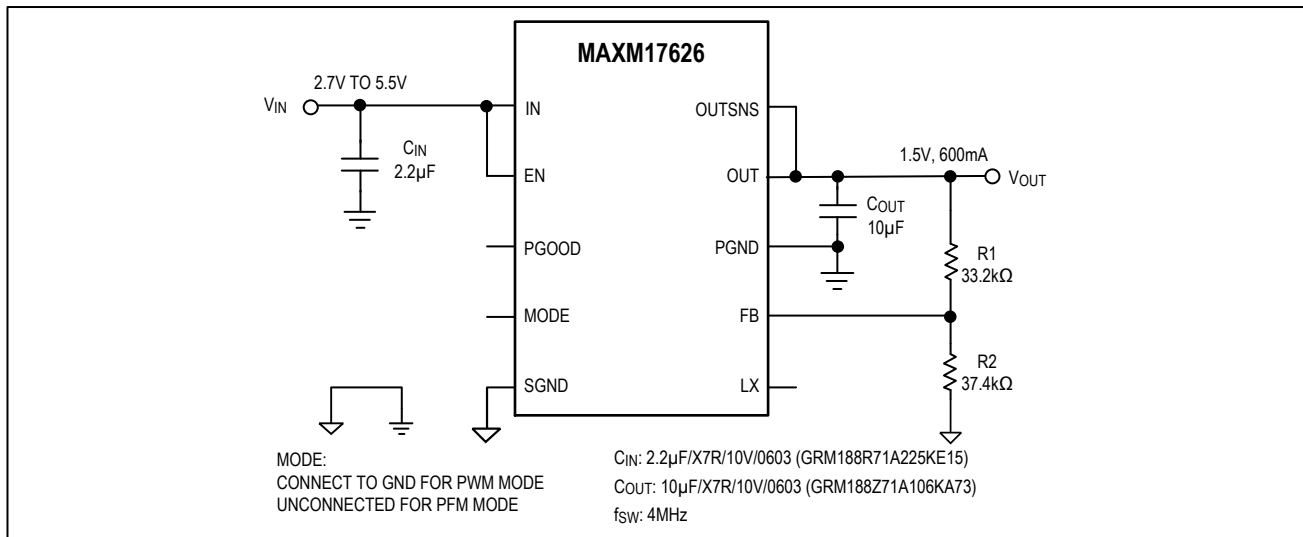 MAXM17626
2.7V TO 5.5V
VIN
IN
OUTSNS
CIN
2.2µF
EN
OUT
1.5V, 600mA
VOUT
COUT
10µF
PGOOD
PGND
R1
33.2kΩ
MODE
FB
R2
37.4kΩ
SGND
LX
MODE:
CONNECT TO GND FOR PWM MODE
UNCONNECTED FOR PFM MODE
CIN: 2.2µF/X7R/10V/0603 (GRM188R71A225KE15)
COUT: 10µF/X7R/10V/0603 (GRM188Z71A106KA73)
fSW: 4MHz